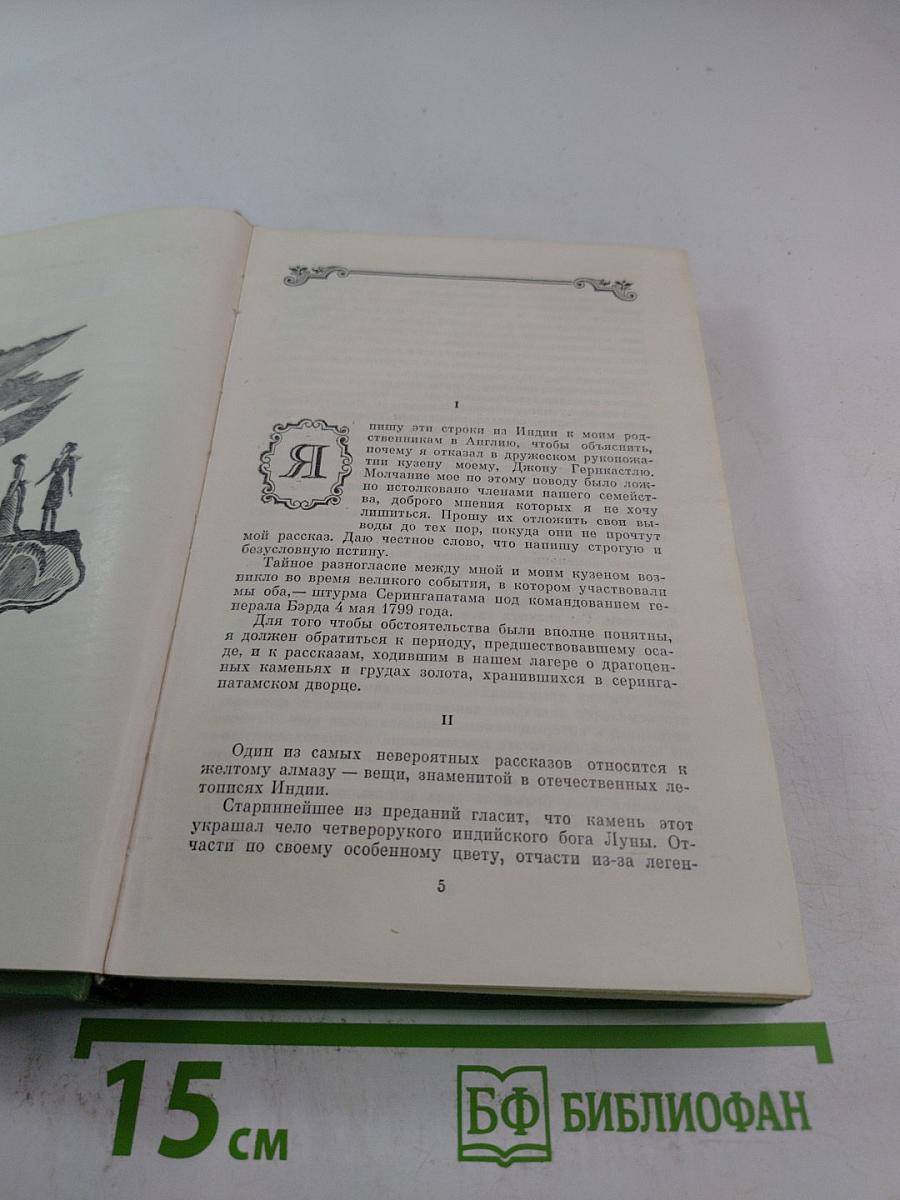 I
Я
пишу эти строки из Индии к моим род-
ственникам в Англию, чтобы объяснить,
почему я отказал в дружеском рукопожа-
тии кузену моему, Джону Гернкастлю.
Молчание мое по этому поводу было лож-
но истолковано членами нашего семейст-
ва, доброго мнения которых я не хочу
лишиться. Прошу их отложить свои вы-
воды до тех пор, покуда они не прочтут
мой рассказ. Даю честное слово, что напишу строгую и
безусловную истину.
Тайное разногласие между мной и моим кузеном воз-
никло во время великого события, в котором участвовали
мы оба,— штурма Серингапатама под командованием ге-
нерала Бэрда 4 мая 1799 года.
Для того чтобы обстоятельства были вполне понятны,
я должен обратиться к периоду, предшествовавшему оса-
де, и к рассказам, ходившим в нашем лагере о драгоцен-
ных каменьях и грудах золота, хранившихся в серинга-
патамском дворце.
II
Один из самых невероятных рассказов относится к
желтому алмазу — вещи, знаменитой в отечественных ле-
тописях Индии.
Стариннейшее из преданий гласит, что камень этот
украшал чело четверорукого индийского бога Луны. От-
части по своему особенному цвету, отчасти из-за леген-
5
15 см
БФ БИБЛИОФАН